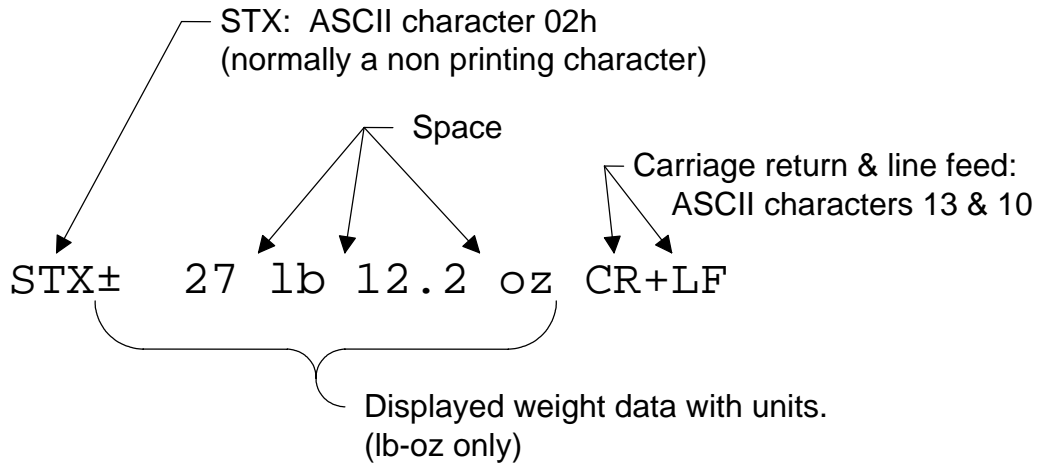 STX: ASCII character 02h
(normally a non printing character)
Space
Carriage return & line feed:
ASCII characters 13 & 10
STX±  27 lb 12.2 oz CR+LF
Displayed weight data with units.
(lb-oz only)